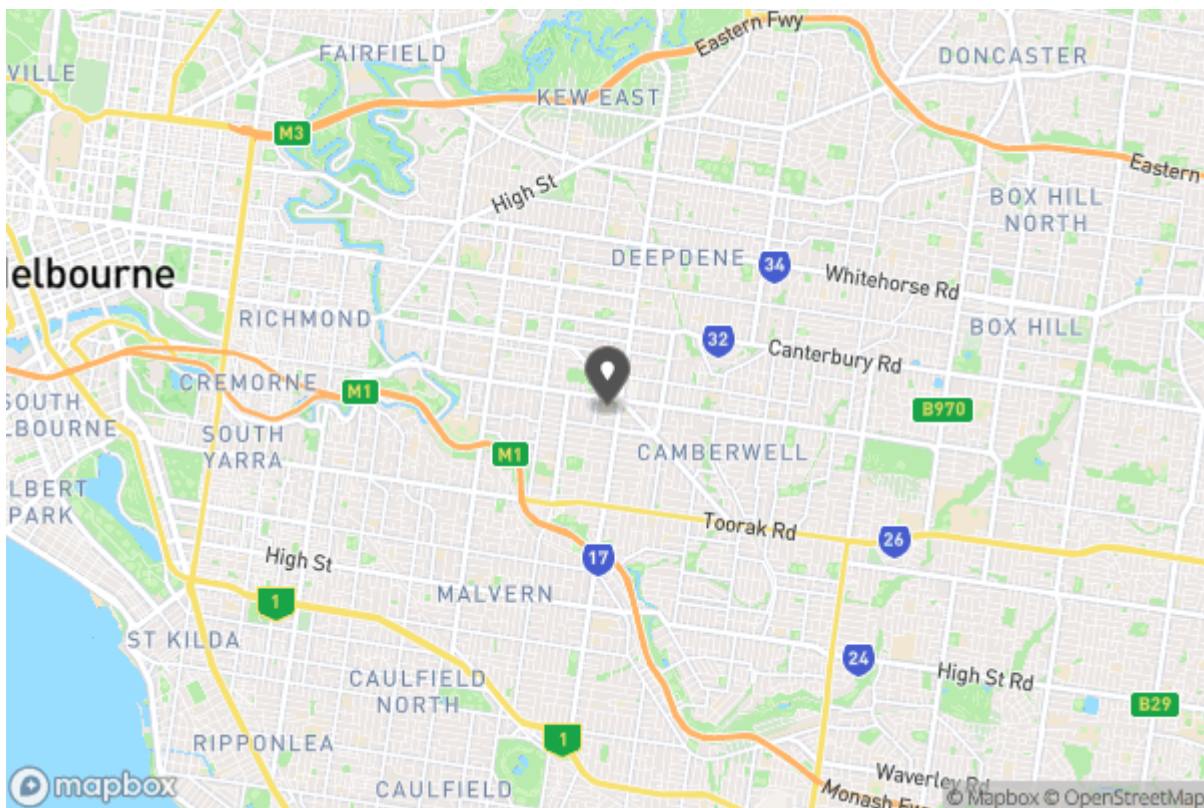 FAIRFIELD
Eastern Fwy
DONCASTER
VILLE
KEW EAST
M3
Eastern
High St
BOX HILL
NORTH
DEEPDENE
34
Whitehorse Rd
elbourne
RICHMOND
32
BOX HILL
Canterbury Rd
CREMORNE
M1
B970
SOUTH
LBOURNE
SOUTH
YARRA
M1
CAMBERWELL
LBERT
PARK
Toorak Rd
26
High St
17
1
MALVERN
ST KILDA
24
High St Rd
CAULFIELD
NORTH
B29
RIPPONLEA
1
Waverley Rd
mapbox
CAULFIELD
Monash Fw
© Mapbox © OpenStreetMap